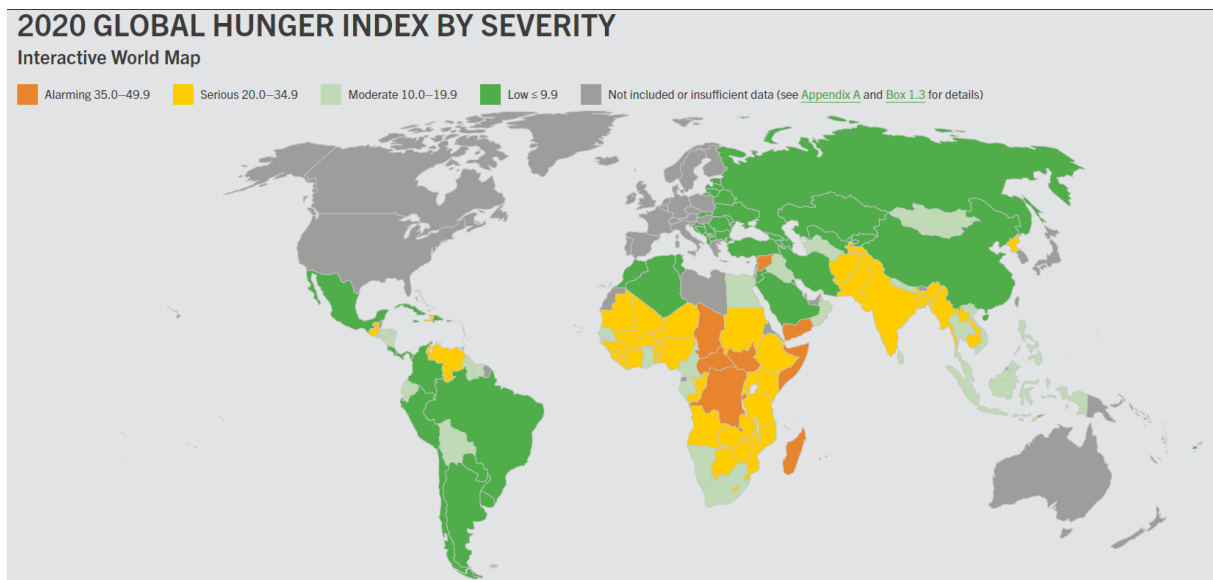 2020 GLOBAL HUNGER INDEX BY SEVERITY
Interactive World Map
Alarming 35.0–49.9 Serious 20.0–34.9 Moderate 10.0–19.9 Low ≤ 9.9 Not included or insufficient data (see Appendix A and Box 1.3 for details)